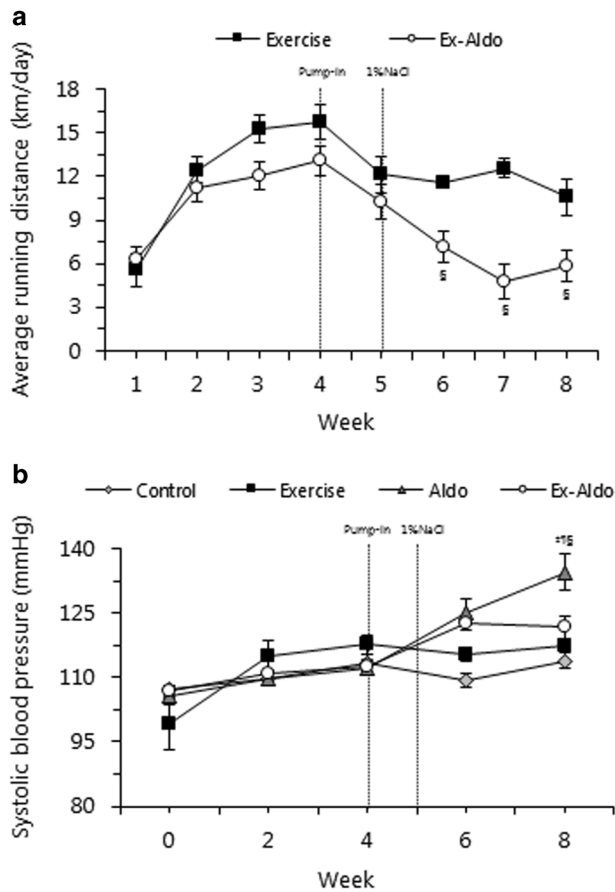 a
Exercise Ex-Aldo
Pump-In 1%NaCl
Average running distance (km/day)
18
15
12
9
6
3
0
§
§
§
1 2 3 4 5 6 7 8
Week
b
Control Exercise Aldo Ex-Aldo
Pump-In 1%NaCl
Systolic blood pressure (mmHg)
140
125
110
95
80
0 2 4 6 8
Week